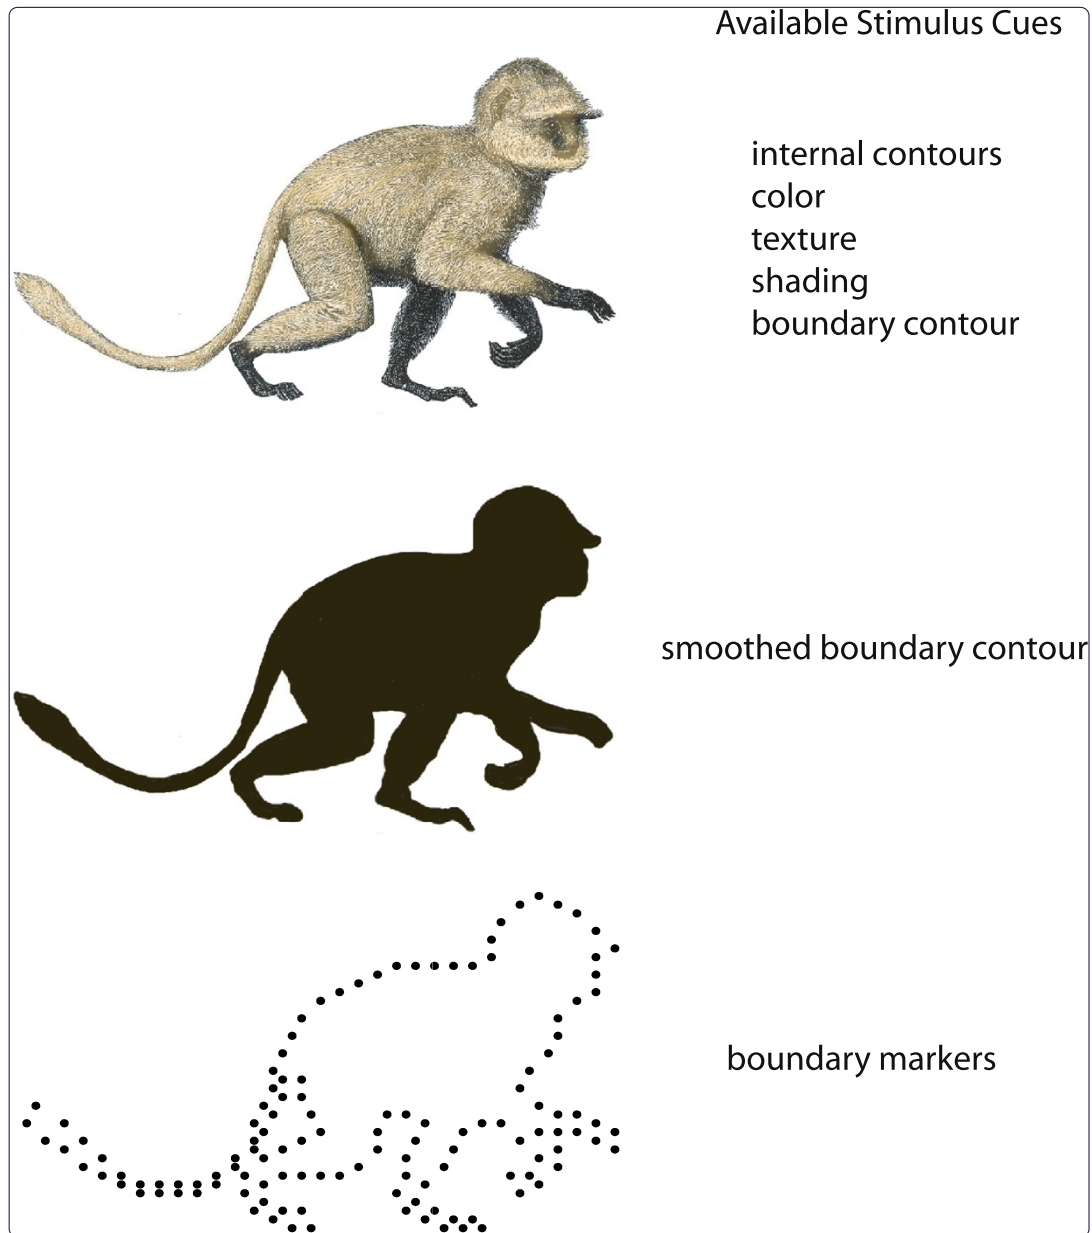 Available Stimulus Cues
internal contours
color
texture
shading
boundary contour
smoothed boundary contour
boundary markers